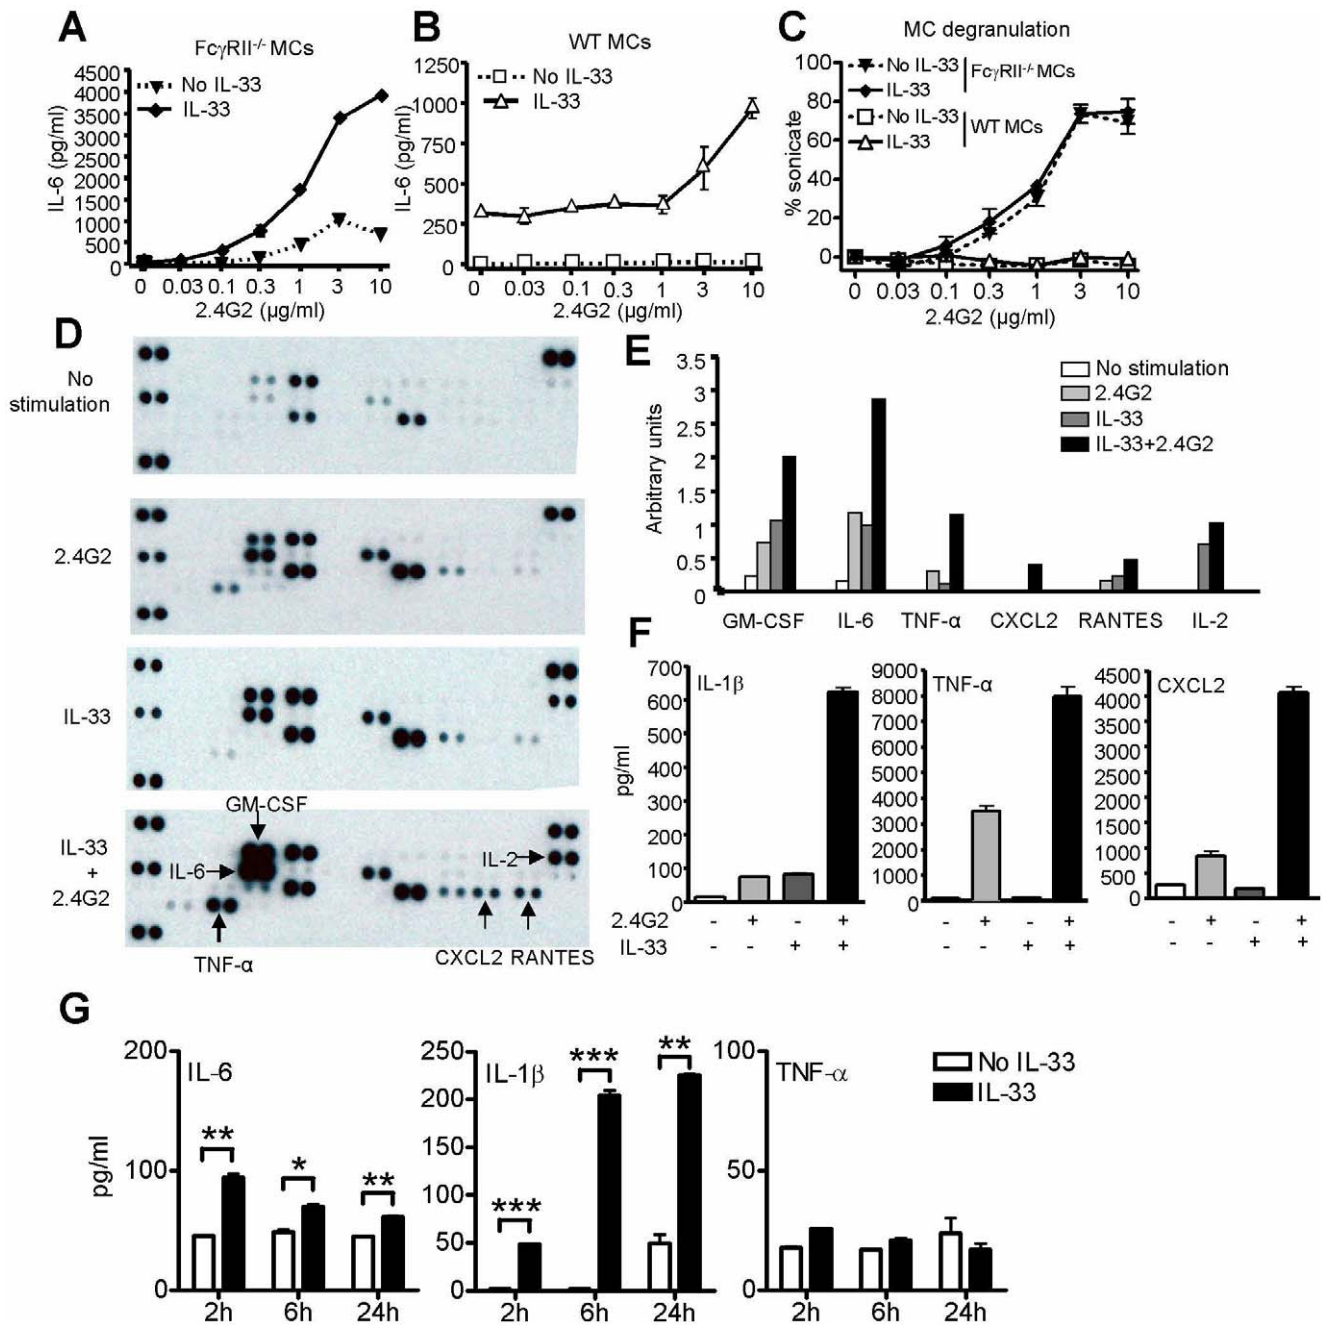 A
FcγRII-/- MCs
4500
4000
3500
3000
2500
2000
1500
1000
500
0
IL-6 (pg/ml)
No IL-33
IL-33
0 0.03 0.1 0.3 1 3 10
2.4G2 (µg/ml)
B
WT MCs
1250
1000
750
500
250
0
IL-6 (pg/ml)
No IL-33
IL-33
0 0.03 0.1 0.3 1 3 10
2.4G2 (µg/ml)
C
MC degranulation
100
80
60
40
20
0
% sonicate
No IL-33
IL-33
FcγRII-/- MCs
No IL-33
IL-33
WT MCs
0 0.03 0.1 0.3 1 3 10
2.4G2 (µg/ml)
D
No
stimulation
2.4G2
IL-33
IL-33
+
2.4G2
GM-CSF
IL-6
IL-2
TNF-α
CXCL2 RANTES
E
3.5
3
2.5
2
1.5
1
0.5
0
Arbitrary units
No stimulation
2.4G2
IL-33
IL-33+2.4G2
GM-CSF IL-6 TNF-α CXCL2 RANTES IL-2
F
IL-1β
700
600
500
400
300
200
100
0
pg/ml
2.4G2 - + - +
IL-33 - - + +
TNF-α
9000
8000
7000
6000
5000
4000
3000
2000
1000
0
- + - +
- - + +
CXCL2
4500
4000
3500
3000
2500
2000
1500
1000
500
0
- + - +
- - + +
G
IL-6
200
100
0
pg/ml
** * **
2h 6h 24h
IL-1β
250
200
150
100
50
0
*** *** **
2h 6h 24h
TNF-α
100
50
0
2h 6h 24h
No IL-33
IL-33